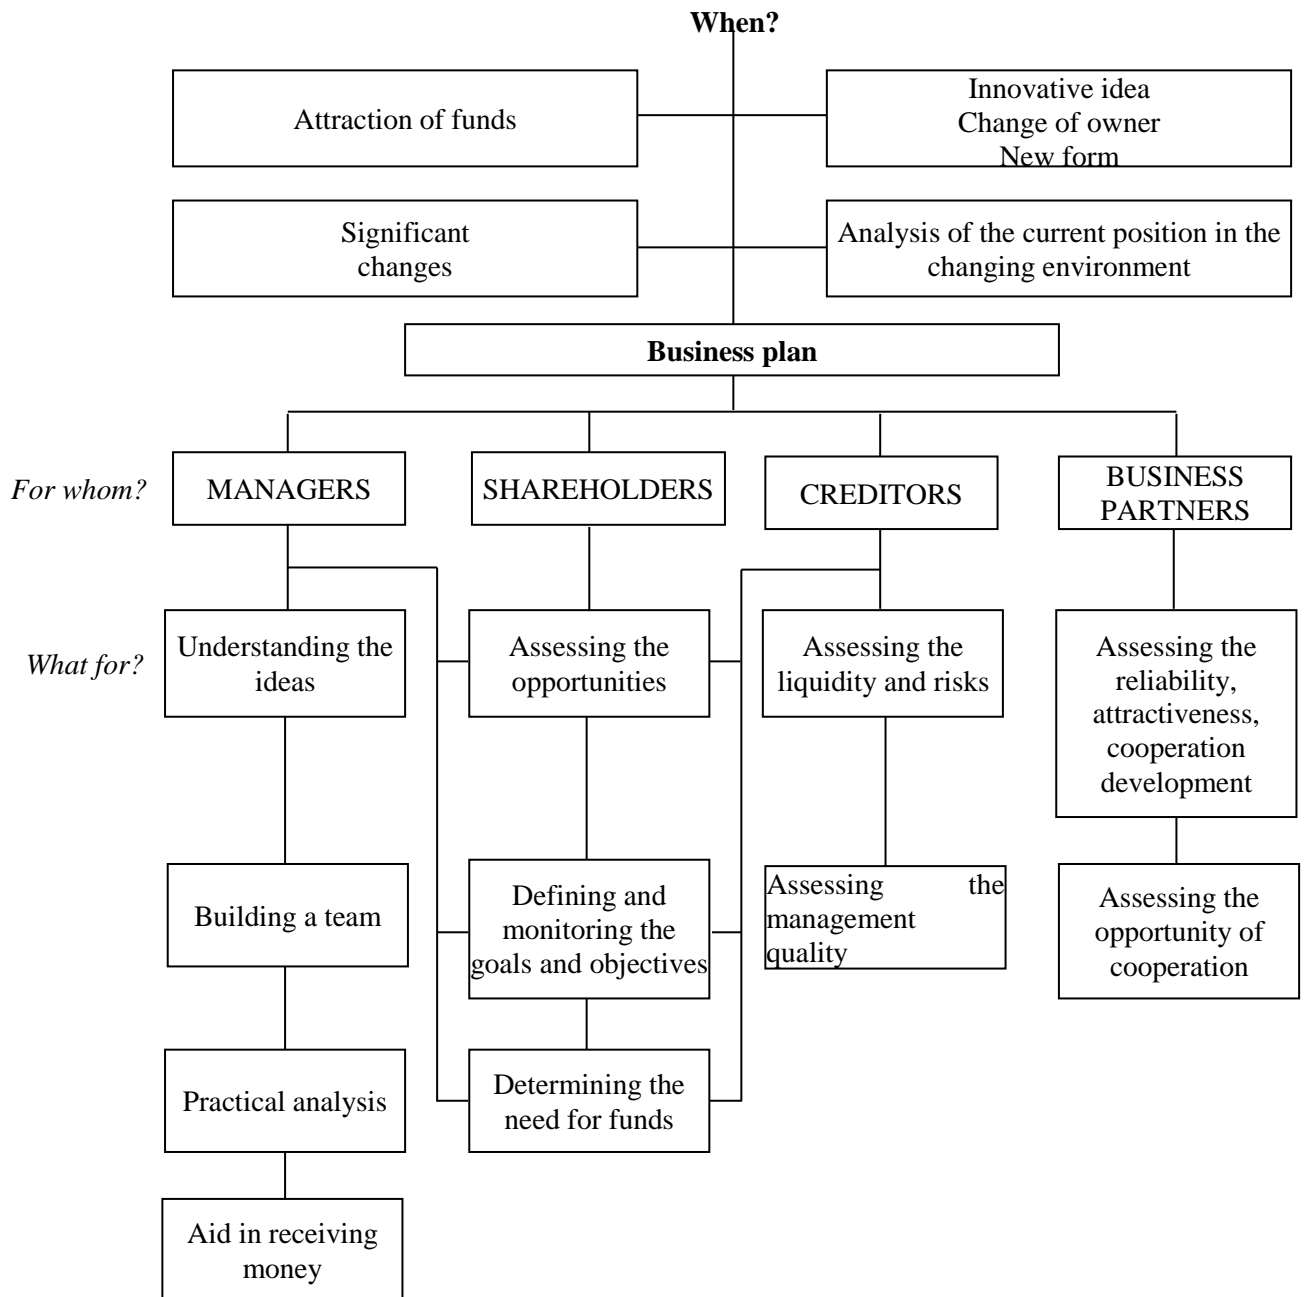 When?
Attraction of funds
Innovative idea
Change of owner
New form
Significant
changes
Analysis of the current position in the
changing environment
Business plan
For whom?
MANAGERS
SHAREHOLDERS
CREDITORS
BUSINESS
PARTNERS
What for?
Understanding the
ideas
Assessing the
opportunities
Assessing the
liquidity and risks
Assessing the
reliability,
attractiveness,
cooperation
development
Building a team
Defining and
monitoring the
goals and objectives
Assessing the
management
quality
Assessing the
opportunity of
cooperation
Practical analysis
Determining the
need for funds
Aid in receiving
money